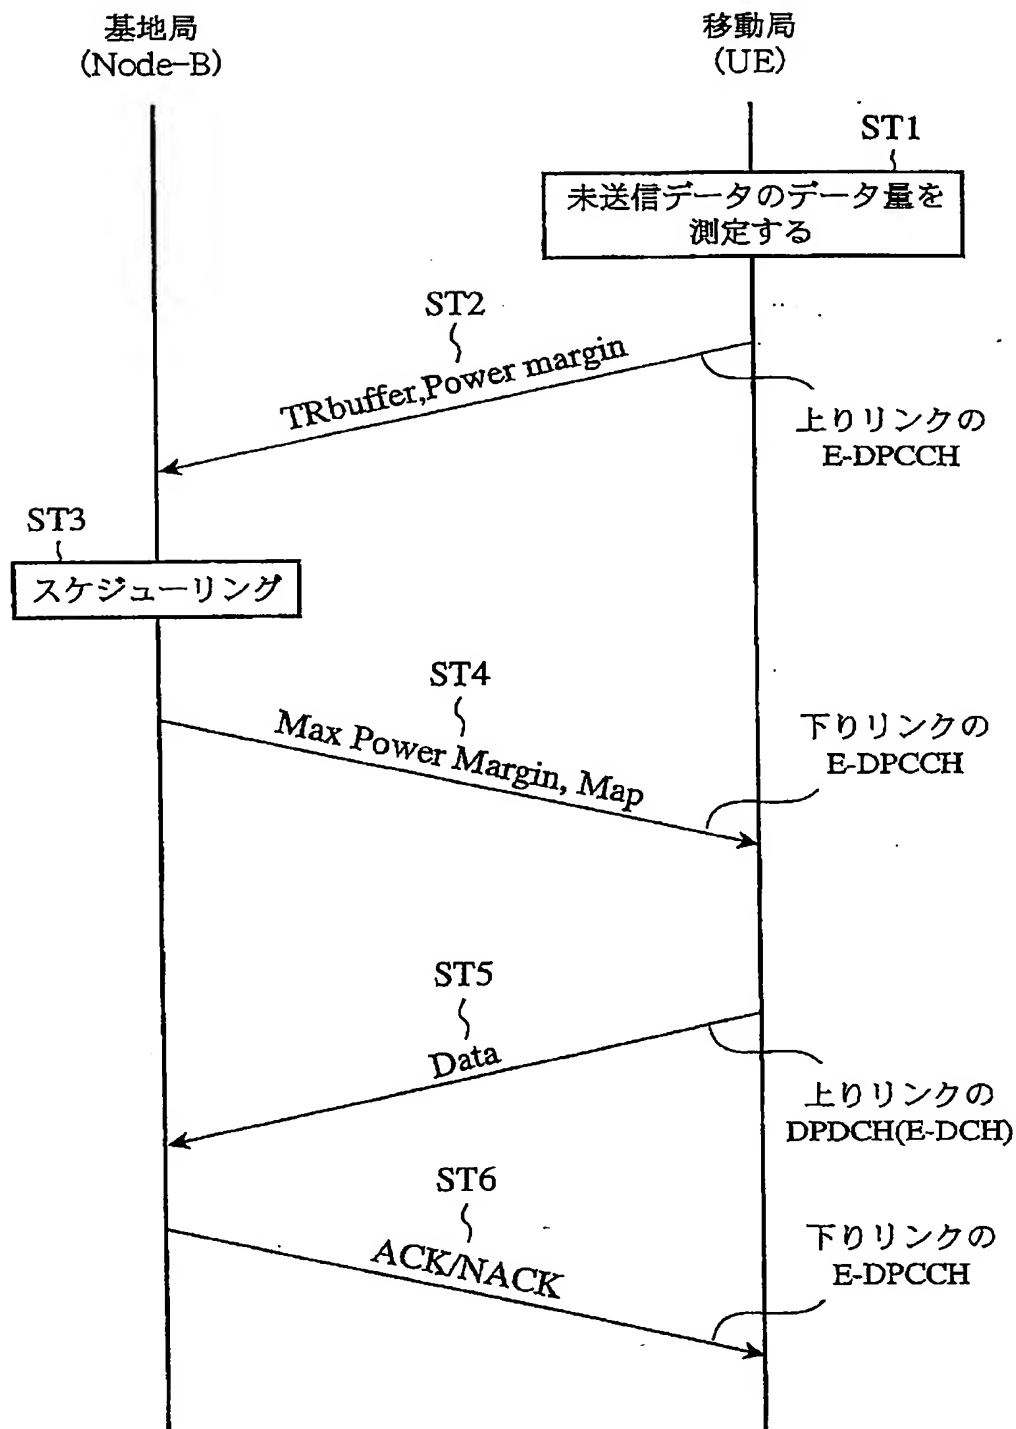 基地局
(Node-B)
移動局
(UE)
ST1
未送信データのデータ量を
測定する
ST2
TRbuffer,Power margin
上りリンクの
E-DPCCH
ST3
スケジューリング
ST4
Max Power Margin, Map
下りリンクの
E-DPCCH
ST5
Data
上りリンクの
DPDCH(E-DCH)
ST6
ACK/NACK
下りリンクの
E-DPCCH